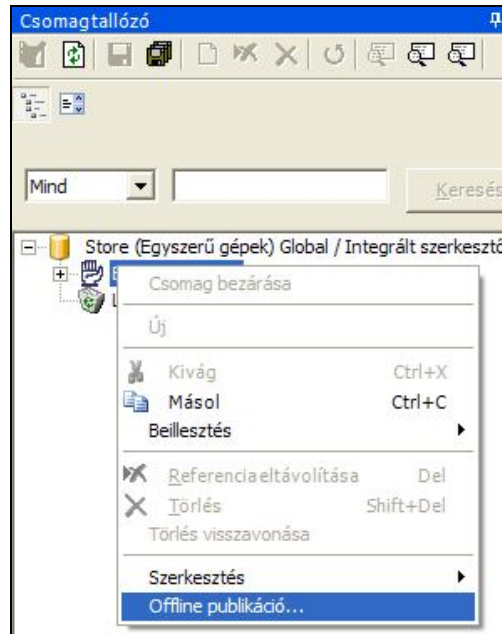 Csomagtallózó
Mind
Keresés
Store (Egyszerű gépek) Global / Integrált szerkesztő
Csomag bezárása
Új
Kivág Ctrl+X
Másol Ctrl+C
Beillesztés
Referencia eltávolítása Del
Törlés Shift+Del
Törlés visszavonása
Szerkesztés
Offline publikáció...